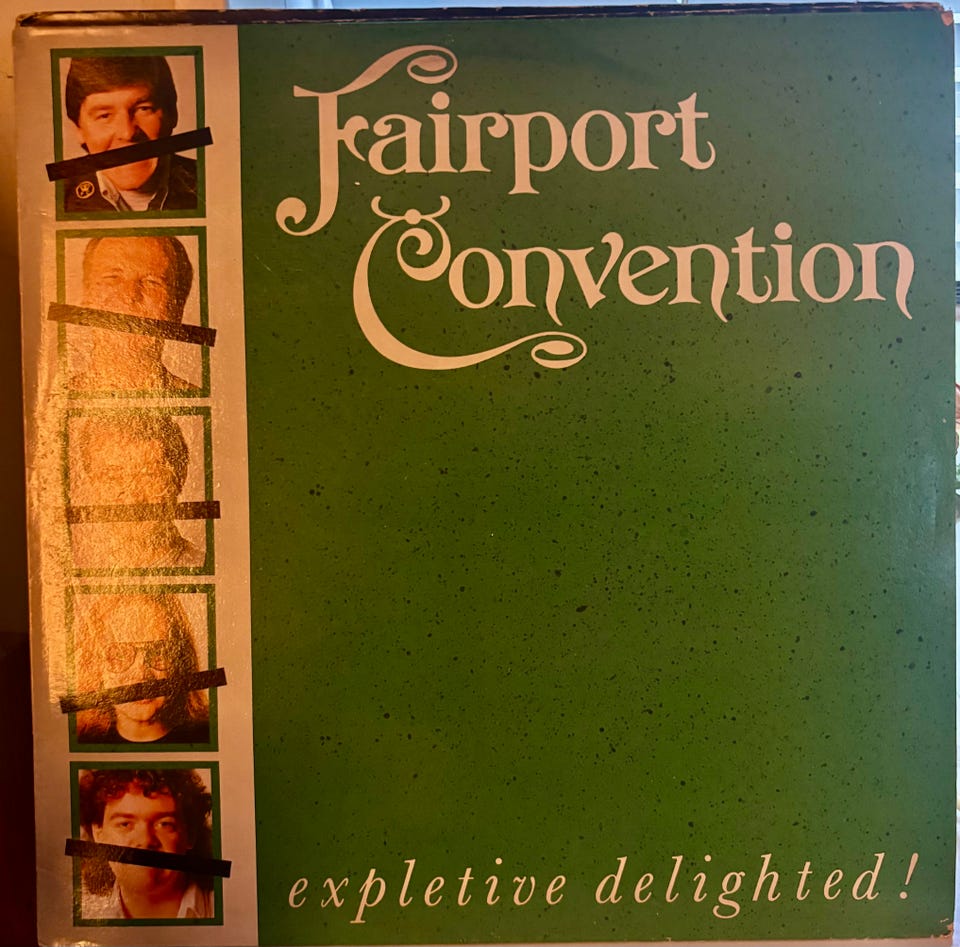 Fairport
Convention
expletive delighted!